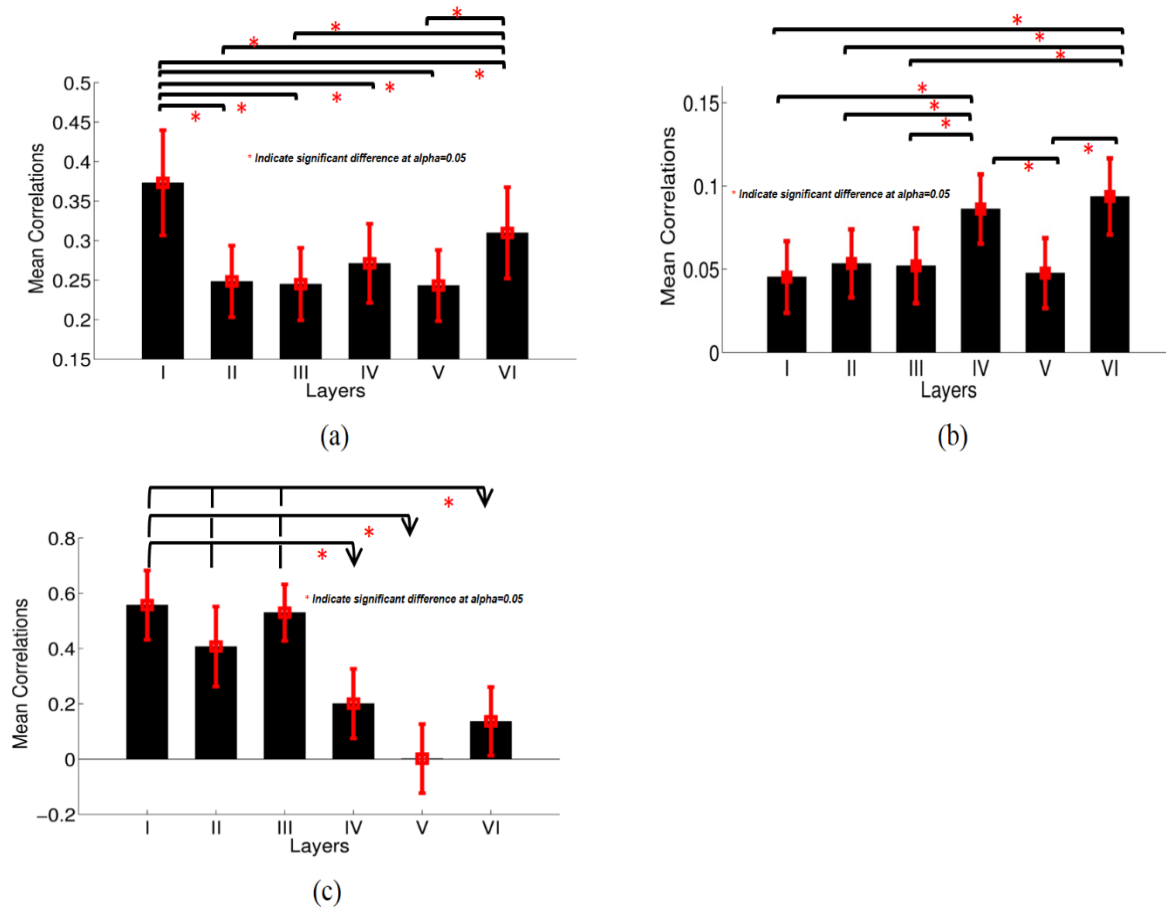 * * * * * * * * *
0.5
0.45
0.4
0.35
0.3
0.25
0.2
0.15
Mean Correlations
* Indicate significant difference at alpha=0.05
I II III IV V VI
Layers
(a)
* * * * * * * *
0.15
0.1
0.05
0
Mean Correlations
* Indicate significant difference at alpha=0.05
I II III IV V VI
Layers
(b)
* * *
0.8
0.6
0.4
0.2
0
−0.2
Mean Correlations
* Indicate significant difference at alpha=0.05
I II III IV V VI
Layers
(c)